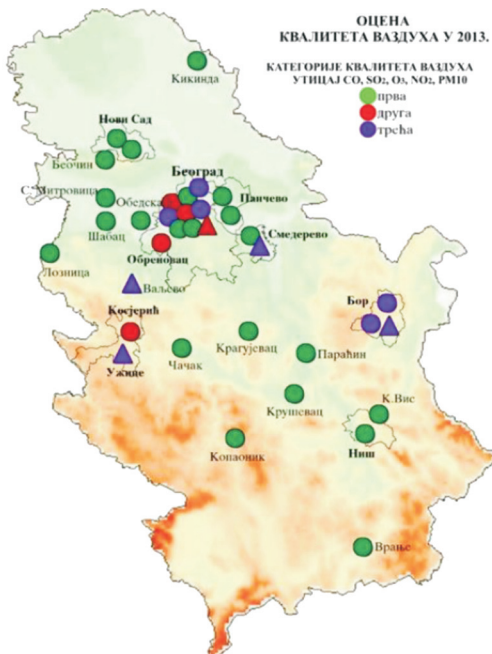 ОЦЕНА
КВАЛИТЕТА ВАЗДУХА У 2013.
КАТЕГОРИЈЕ КВАЛИТЕТА ВАЗДУХА
УТИЦАЈ CO, SO₂, O₃, NO₂, PM10
прва
друга
трећа
Кикинда
Нови Сад
Беочин
Београд
С. Митровица
Обедска
Панчево
Шабац
Смедерево
Обреновац
Лозница
Ваљево
Бор
Косјерић
Крагујевац
Параћин
Чачак
Ужице
Крушевац
К.Вис
Копаоник
Ниш
Врање